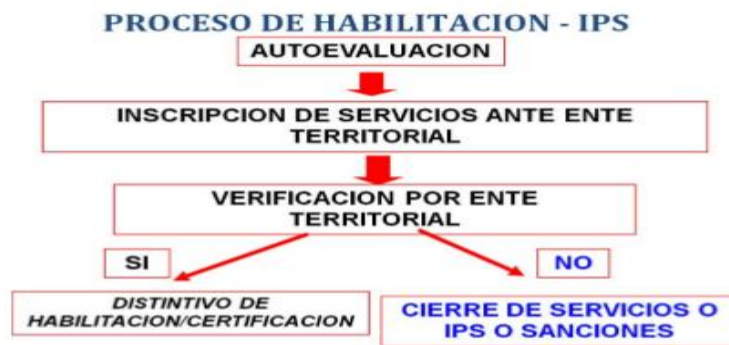 PROCESO DE HABILITACION - IPS
AUTOEVALUACION
INSCRIPCION DE SERVICIOS ANTE ENTE
TERRITORIAL
VERIFICACION POR ENTE
TERRITORIAL
SI
NO
DISTINTIVO DE
HABILITACION/CERTIFICACION
CIERRE DE SERVICIOS O
IPS O SANCIONES